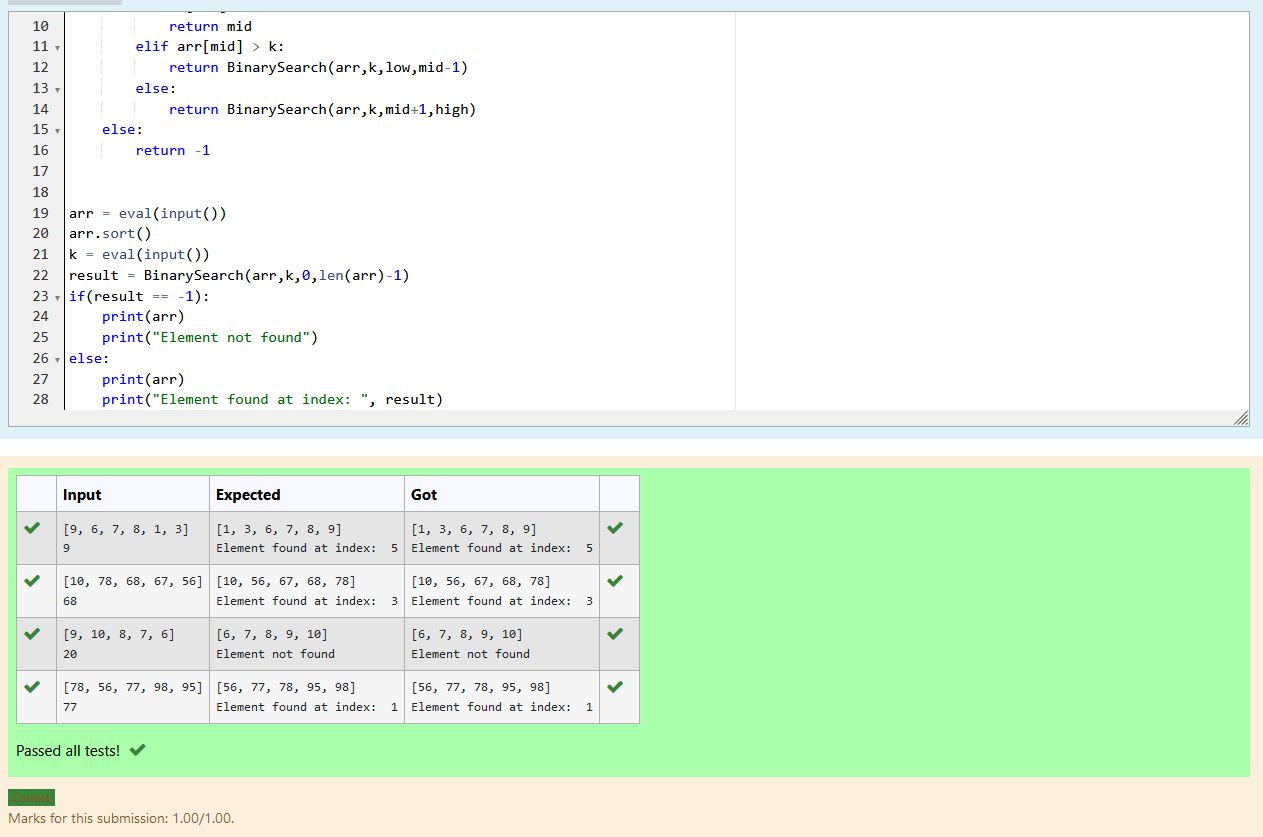 10 return mid
11 elif arr[mid] > k:
12 return BinarySearch(arr,k,low,mid-1)
13 else:
14 return BinarySearch(arr,k,mid+1,high)
15 else:
16 return -1
17
18
19 arr = eval(input())
20 arr.sort()
21 k = eval(input())
22 result = BinarySearch(arr,k,0,len(arr)-1)
23 if(result == -1):
24 print(arr)
25 print("Element not found")
26 else:
27 print(arr)
28 print("Element found at index: ", result)
Input Expected Got
[9, 6, 7, 8, 1, 3] [1, 3, 6, 7, 8, 9] [1, 3, 6, 7, 8, 9]
9 Element found at index:  5 Element found at index:  5
[10, 78, 68, 67, 56] [10, 56, 67, 68, 78] [10, 56, 67, 68, 78]
68 Element found at index:  3 Element found at index:  3
[9, 10, 8, 7, 6] [6, 7, 8, 9, 10] [6, 7, 8, 9, 10]
20 Element not found Element not found
[78, 56, 77, 98, 95] [56, 77, 78, 95, 98] [56, 77, 78, 95, 98]
77 Element found at index:  1 Element found at index:  1
Passed all tests!
Correct
Marks for this submission: 1.00/1.00.